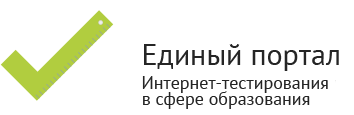 Единый портал
Интернет-тестирования
в сфере образования